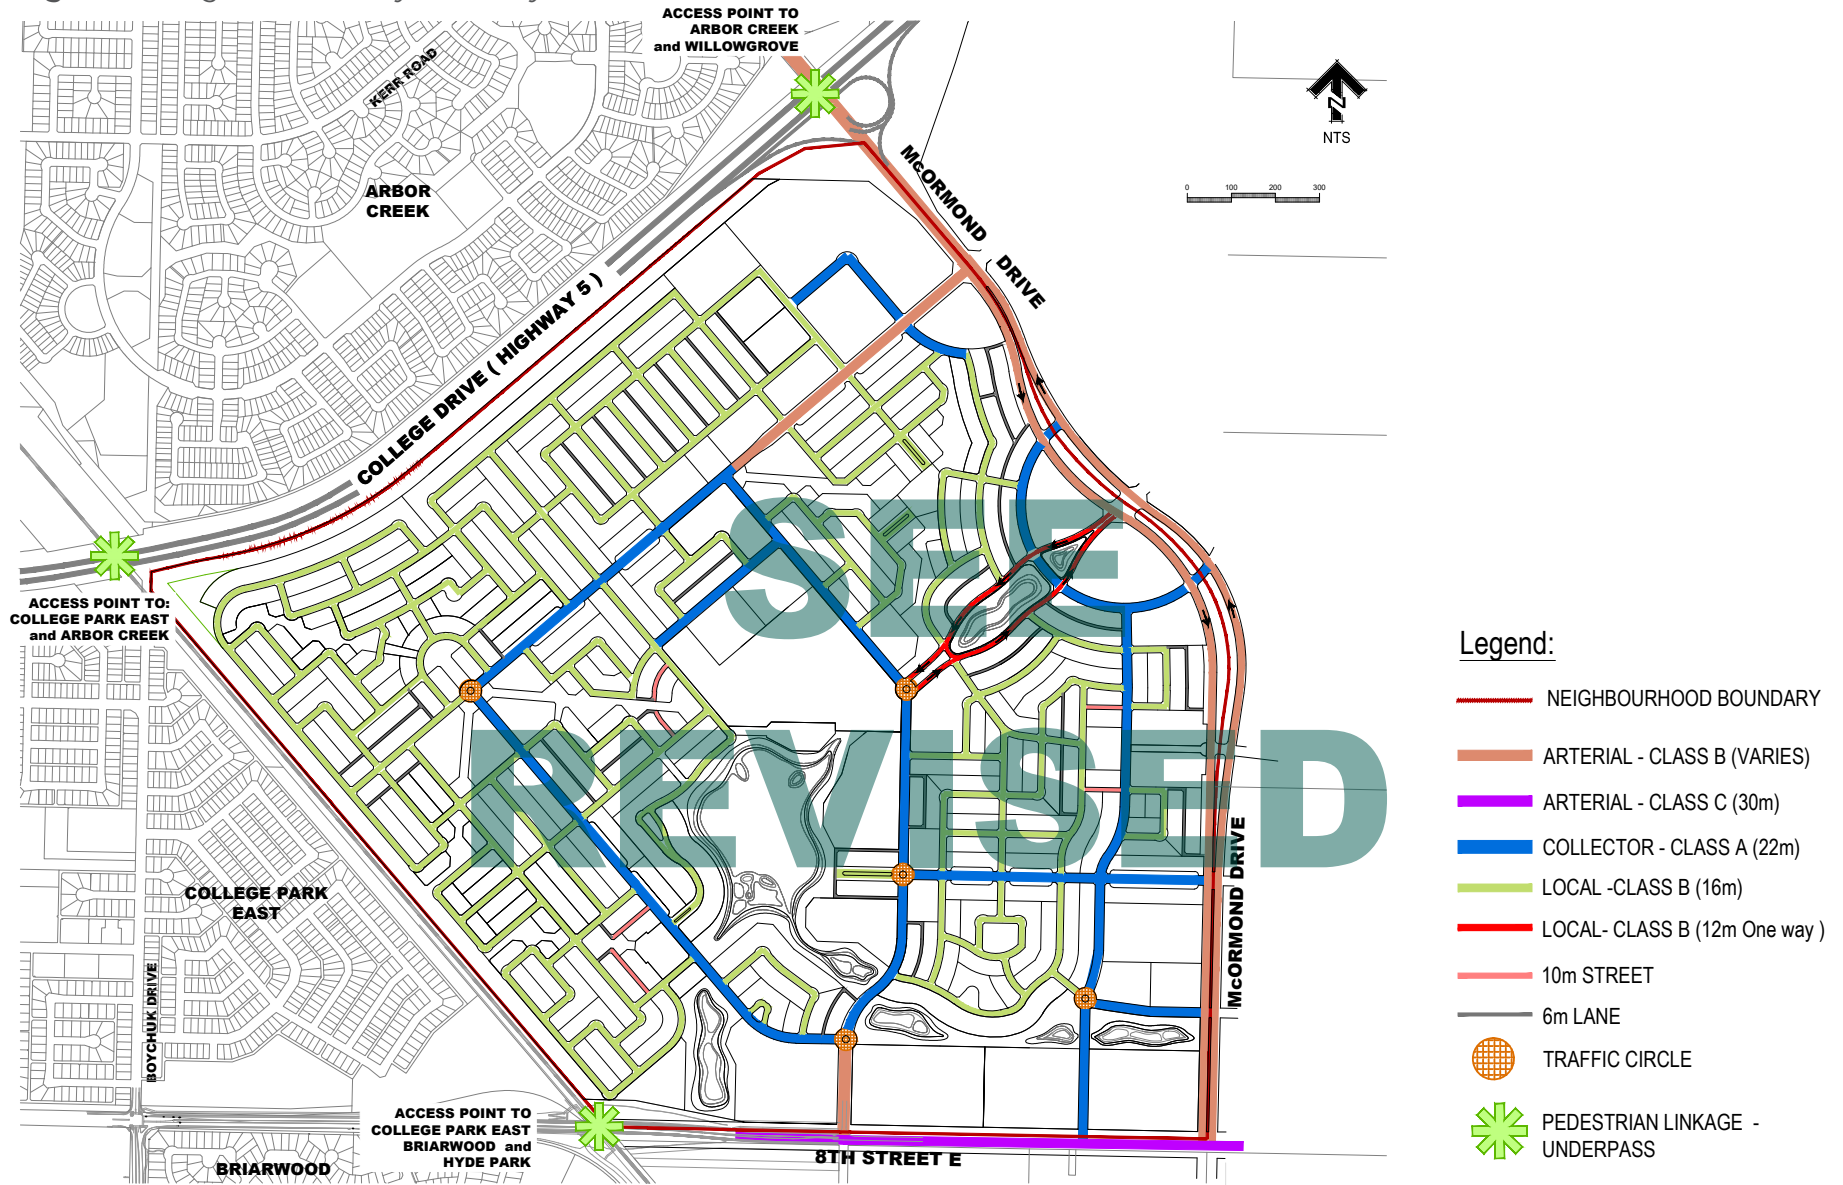 ACCESS POINT TO
ARBOR CREEK
and WILLOWGROVE
KERR ROAD
NTS
ARBOR
CREEK
McORMOND DRIVE
0 100 200 300
COLLEGE DRIVE ( HIGHWAY 5 )
SEE
REVISED
ACCESS POINT TO:
COLLEGE PARK EAST
and ARBOR CREEK
COLLEGE PARK
EAST
BOYCHUK DRIVE
McORMOND DRIVE
ACCESS POINT TO
COLLEGE PARK EAST
BRIARWOOD and
HYDE PARK
BRIARWOOD
8TH STREET E
Legend:
NEIGHBOURHOOD BOUNDARY
ARTERIAL - CLASS B (VARIES)
ARTERIAL - CLASS C (30m)
COLLECTOR - CLASS A (22m)
LOCAL -CLASS B (16m)
LOCAL- CLASS B (12m One way )
10m STREET
6m LANE
TRAFFIC CIRCLE
PEDESTRIAN LINKAGE -
UNDERPASS